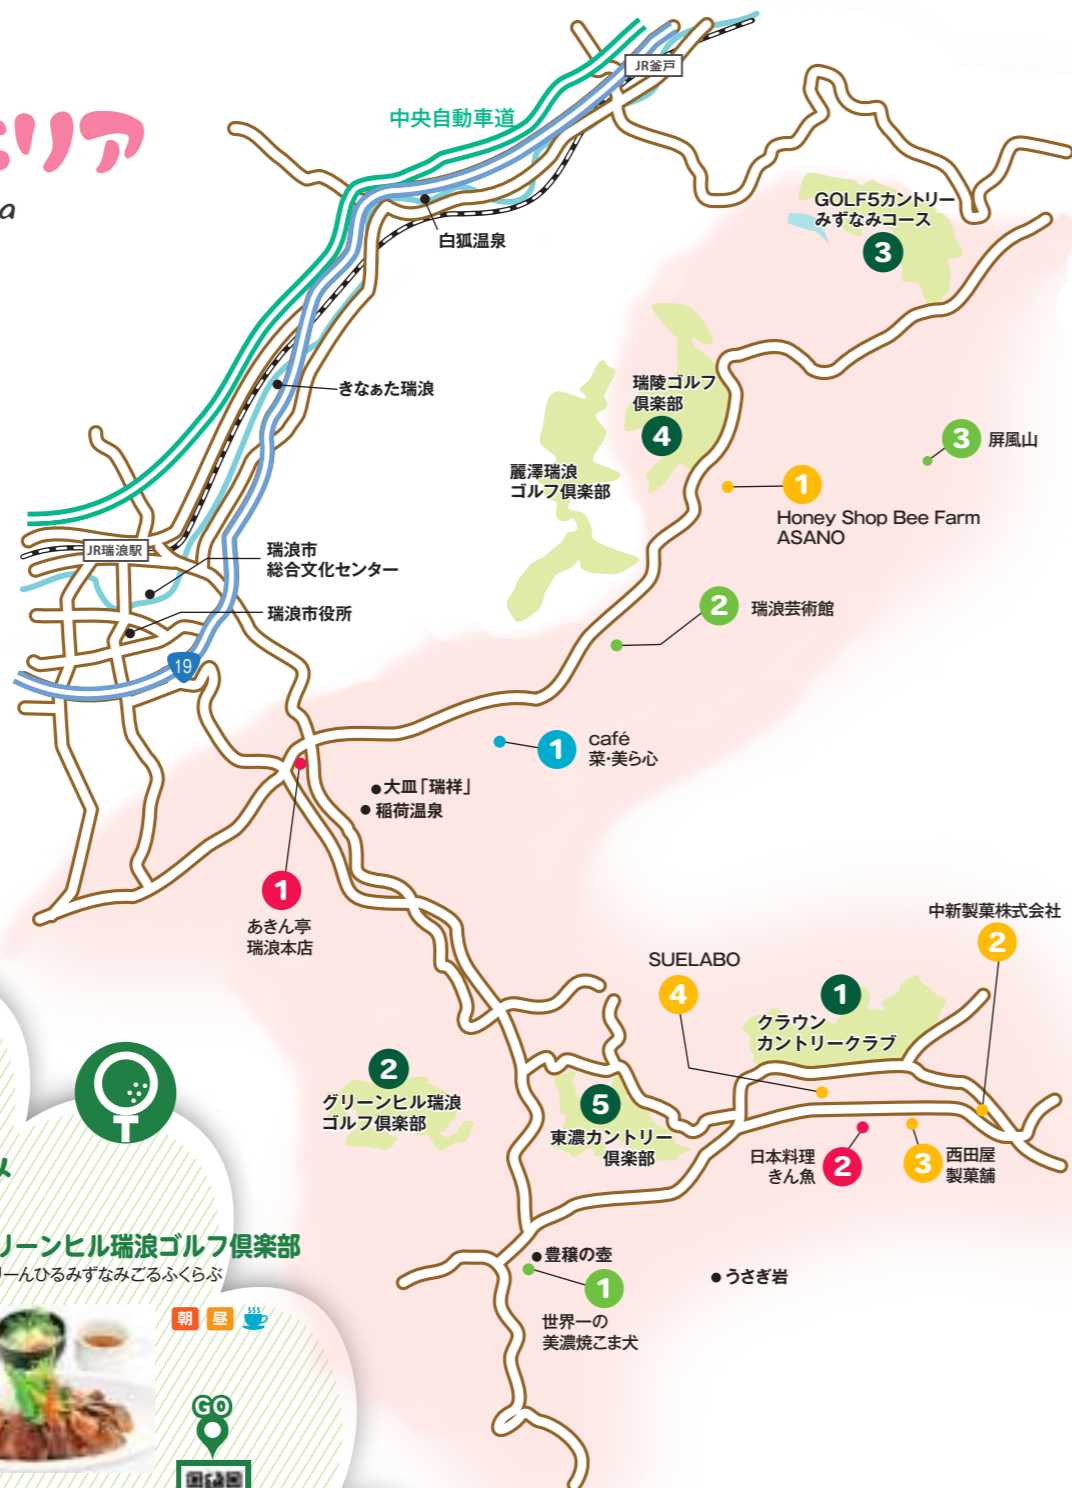 エリア
a
中央自動車道
JR釜戸
白狐温泉
GOLF5カントリー
みずなみコース
3
きなぁた瑞浪
瑞陵ゴルフ
倶楽部
4
麗澤瑞浪
ゴルフ倶楽部
3
屏風山
1
Honey Shop Bee Farm
ASANO
JR瑞浪駅
瑞浪市
総合文化センター
瑞浪市役所
19
2
瑞浪芸術館
1
café
菜・美ら心
大皿「瑞祥」
稲荷温泉
1
あきん亭
瑞浪本店
中新製菓株式会社
2
SUELABO
4
1
クラウン
カントリークラブ
2
グリーンヒル瑞浪
ゴルフ倶楽部
5
東濃カントリー
倶楽部
日本料理
きん魚
2
3
西田屋
製菓舗
豊穣の壺
1
世界一の
美濃焼こま犬
うさぎ岩
リーンヒル瑞浪ゴルフ倶楽部
りーんひるみずなみごるふくらぶ
朝 昼
GO